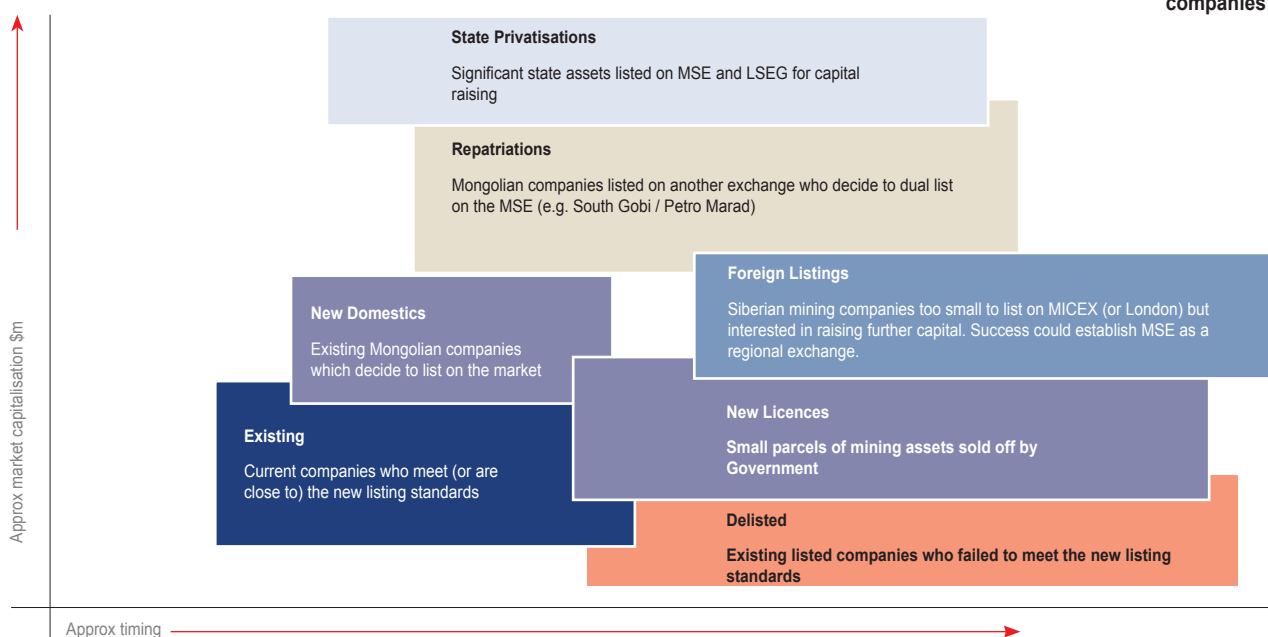 companies
State Privatisations
Significant state assets listed on MSE and LSEG for capital
raising
Repatriations
Mongolian companies listed on another exchange who decide to dual list
on the MSE (e.g. South Gobi / Petro Marad)
Foreign Listings
Siberian mining companies too small to list on MICEX (or London) but
interested in raising further capital. Success could establish MSE as a
regional exchange.
New Domestics
Existing Mongolian companies
which decide to list on the market
New Licences
Small parcels of mining assets sold off by
Government
Existing
Current companies who meet (or are
close to) the new listing standards
Delisted
Existing listed companies who failed to meet the new listing
standards
Approx market capitalisation $m
Approx timing